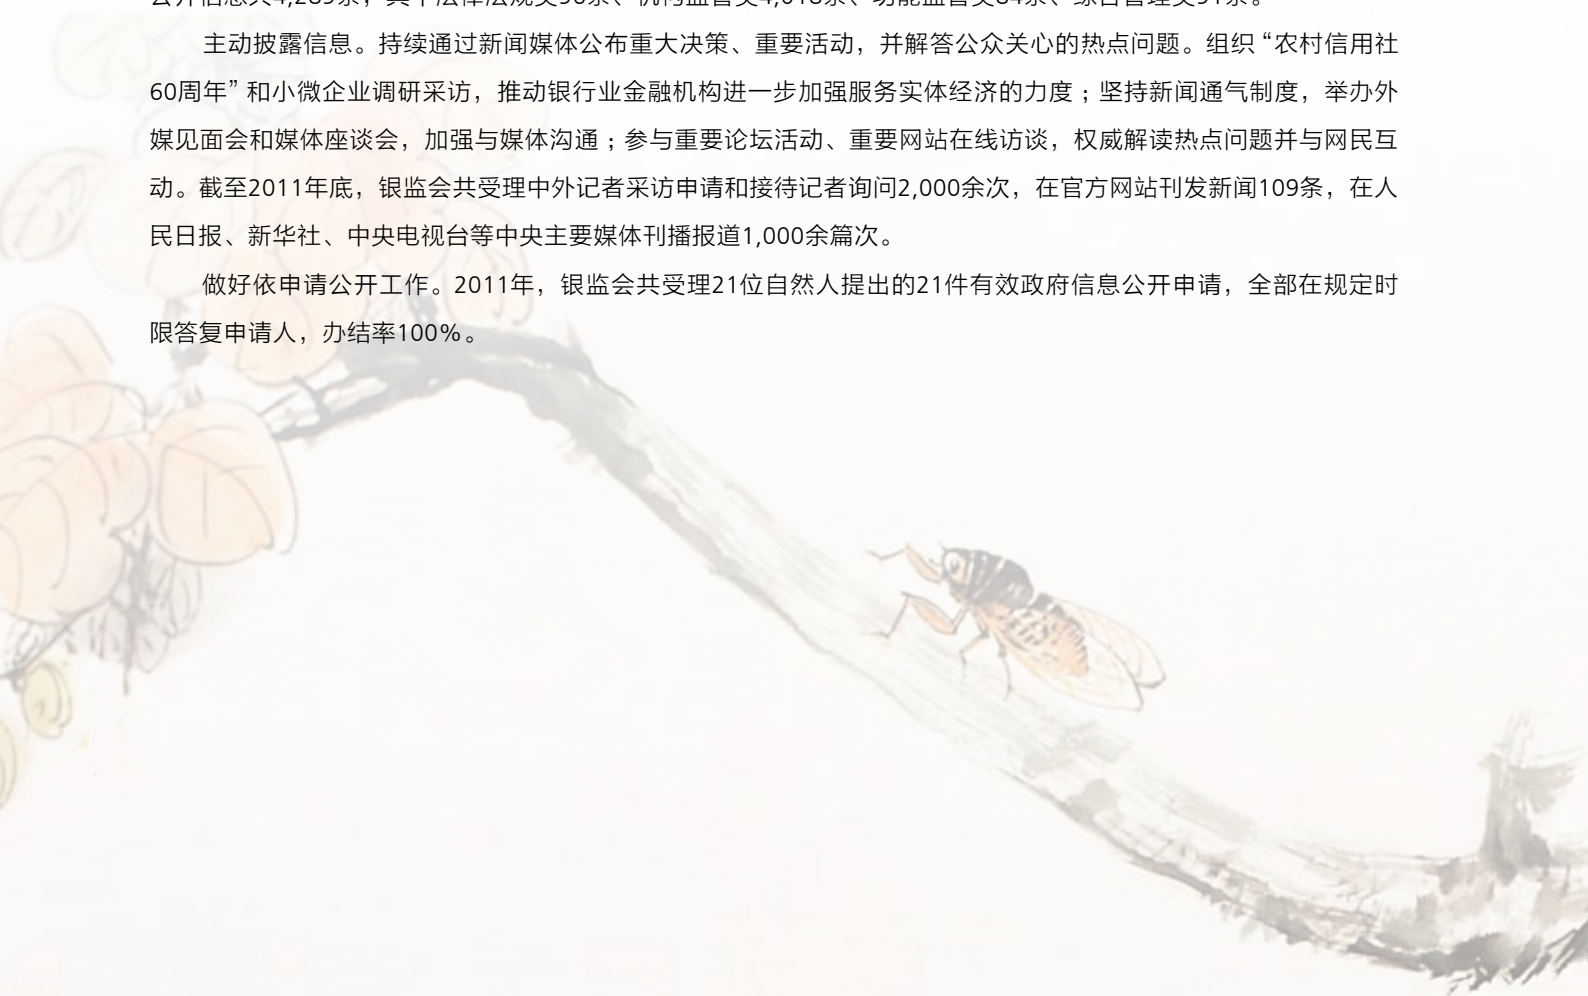 主动披露信息。持续通过新闻媒体公布重大决策、重要活动，并解答公众关心的热点问题。组织“农村信用社
60周年”和小微企业调研采访，推动银行业金融机构进一步加强服务实体经济的力度；坚持新闻通气制度，举办外
媒见面会和媒体座谈会，加强与媒体沟通；参与重要论坛活动、重要网站在线访谈，权威解读热点问题并与网民互
动。截至2011年底，银监会共受理中外记者采访申请和接待记者询问2,000余次，在官方网站刊发新闻109条，在人
民日报、新华社、中央电视台等中央主要媒体刊播报道1,000余篇次。
做好依申请公开工作。2011年，银监会共受理21位自然人提出的21件有效政府信息公开申请，全部在规定时
限答复申请人，办结率100%。